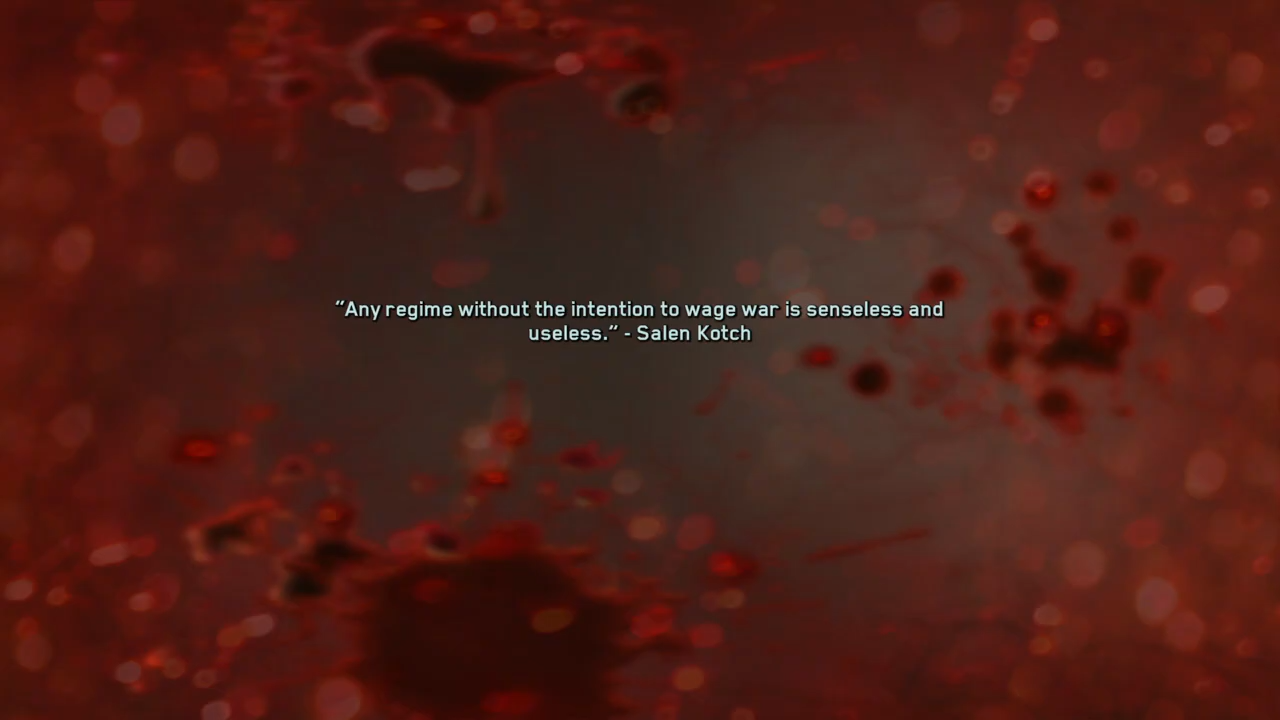 “Any regime without the intention to wage war is senseless and
useless.“ - Salen Kotch